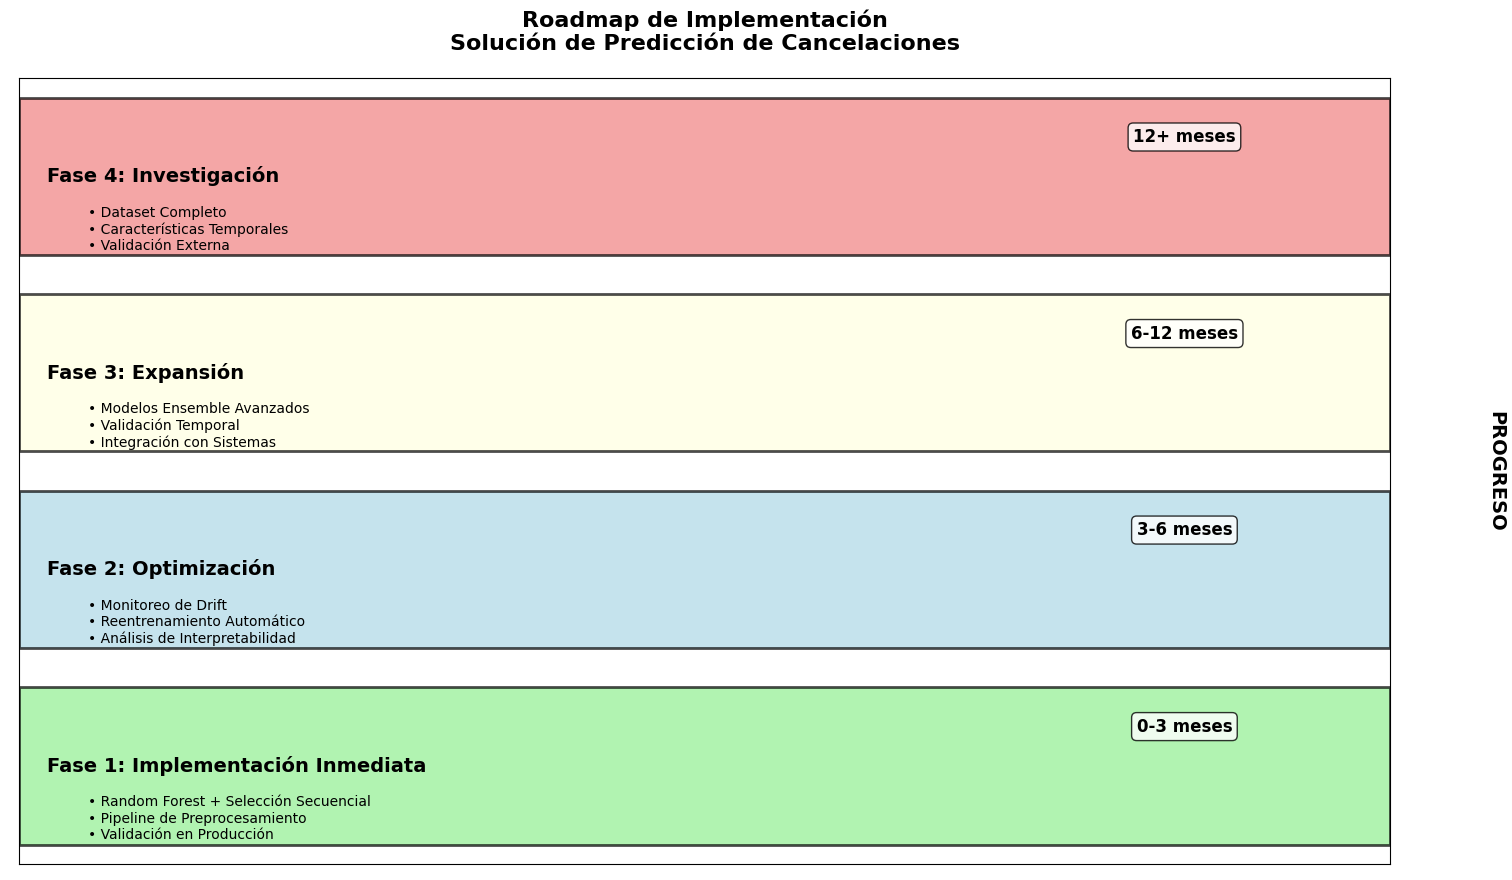 Roadmap de Implementación
Solución de Predicción de Cancelaciones
12+ meses
Fase 4: Investigación
• Dataset Completo
• Características Temporales
• Validación Externa
6-12 meses
Fase 3: Expansión
• Modelos Ensemble Avanzados
• Validación Temporal
• Integración con Sistemas
3-6 meses
Fase 2: Optimización
• Monitoreo de Drift
• Reentrenamiento Automático
• Análisis de Interpretabilidad
0-3 meses
Fase 1: Implementación Inmediata
• Random Forest + Selección Secuencial
• Pipeline de Preprocesamiento
• Validación en Producción
PROGRESO